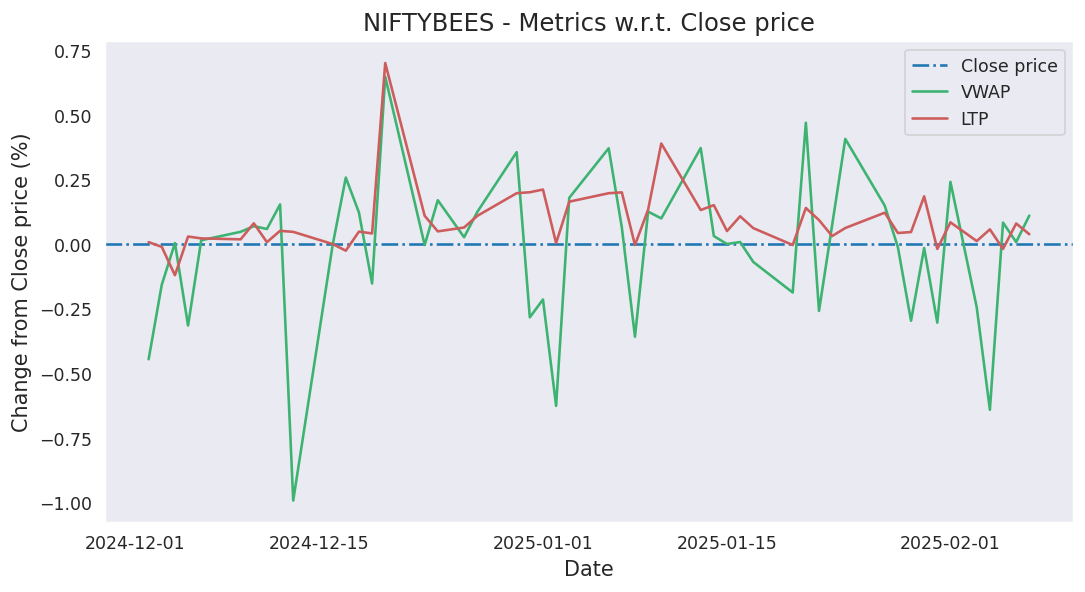 NIFTYBEES - Metrics w.r.t. Close price
Change from Close price (%)
0.75
0.50
0.25
0.00
−0.25
−0.50
−0.75
−1.00
Close price
VWAP
LTP
2024-12-01
2024-12-15
2025-01-01
2025-01-15
2025-02-01
Date